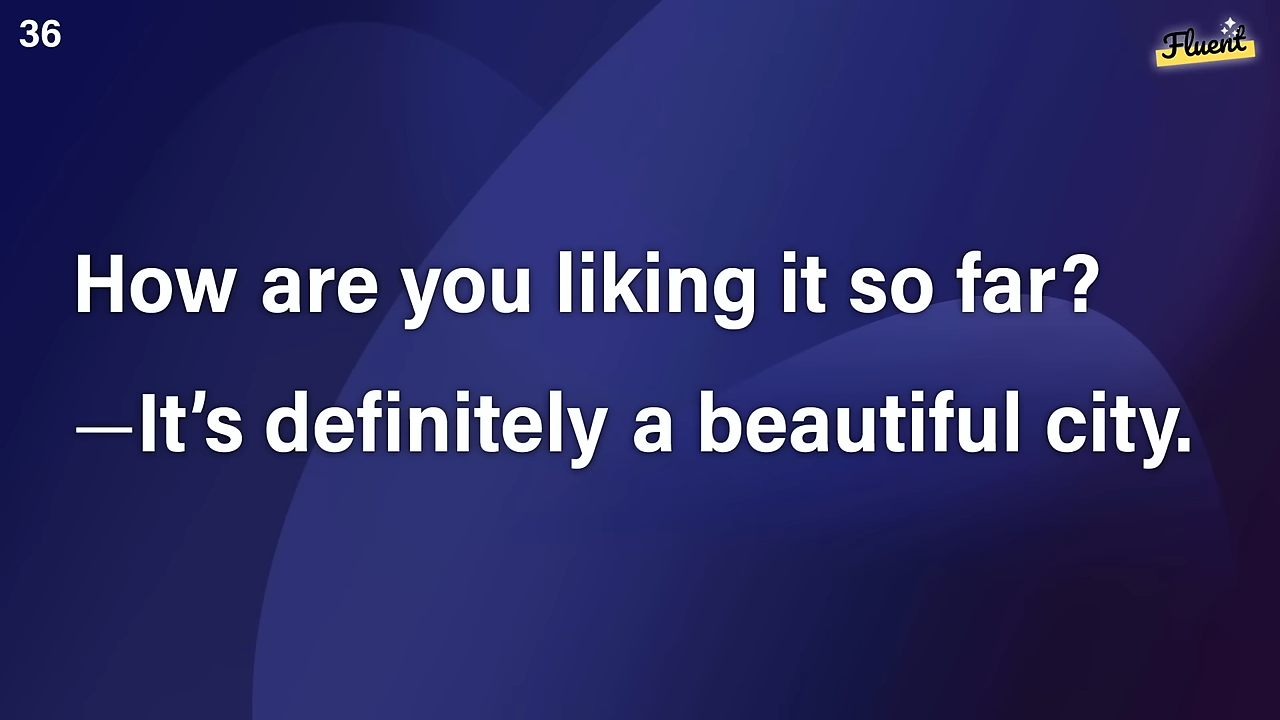 36
Fluent
How are you liking it so far?
—It’s definitely a beautiful city.